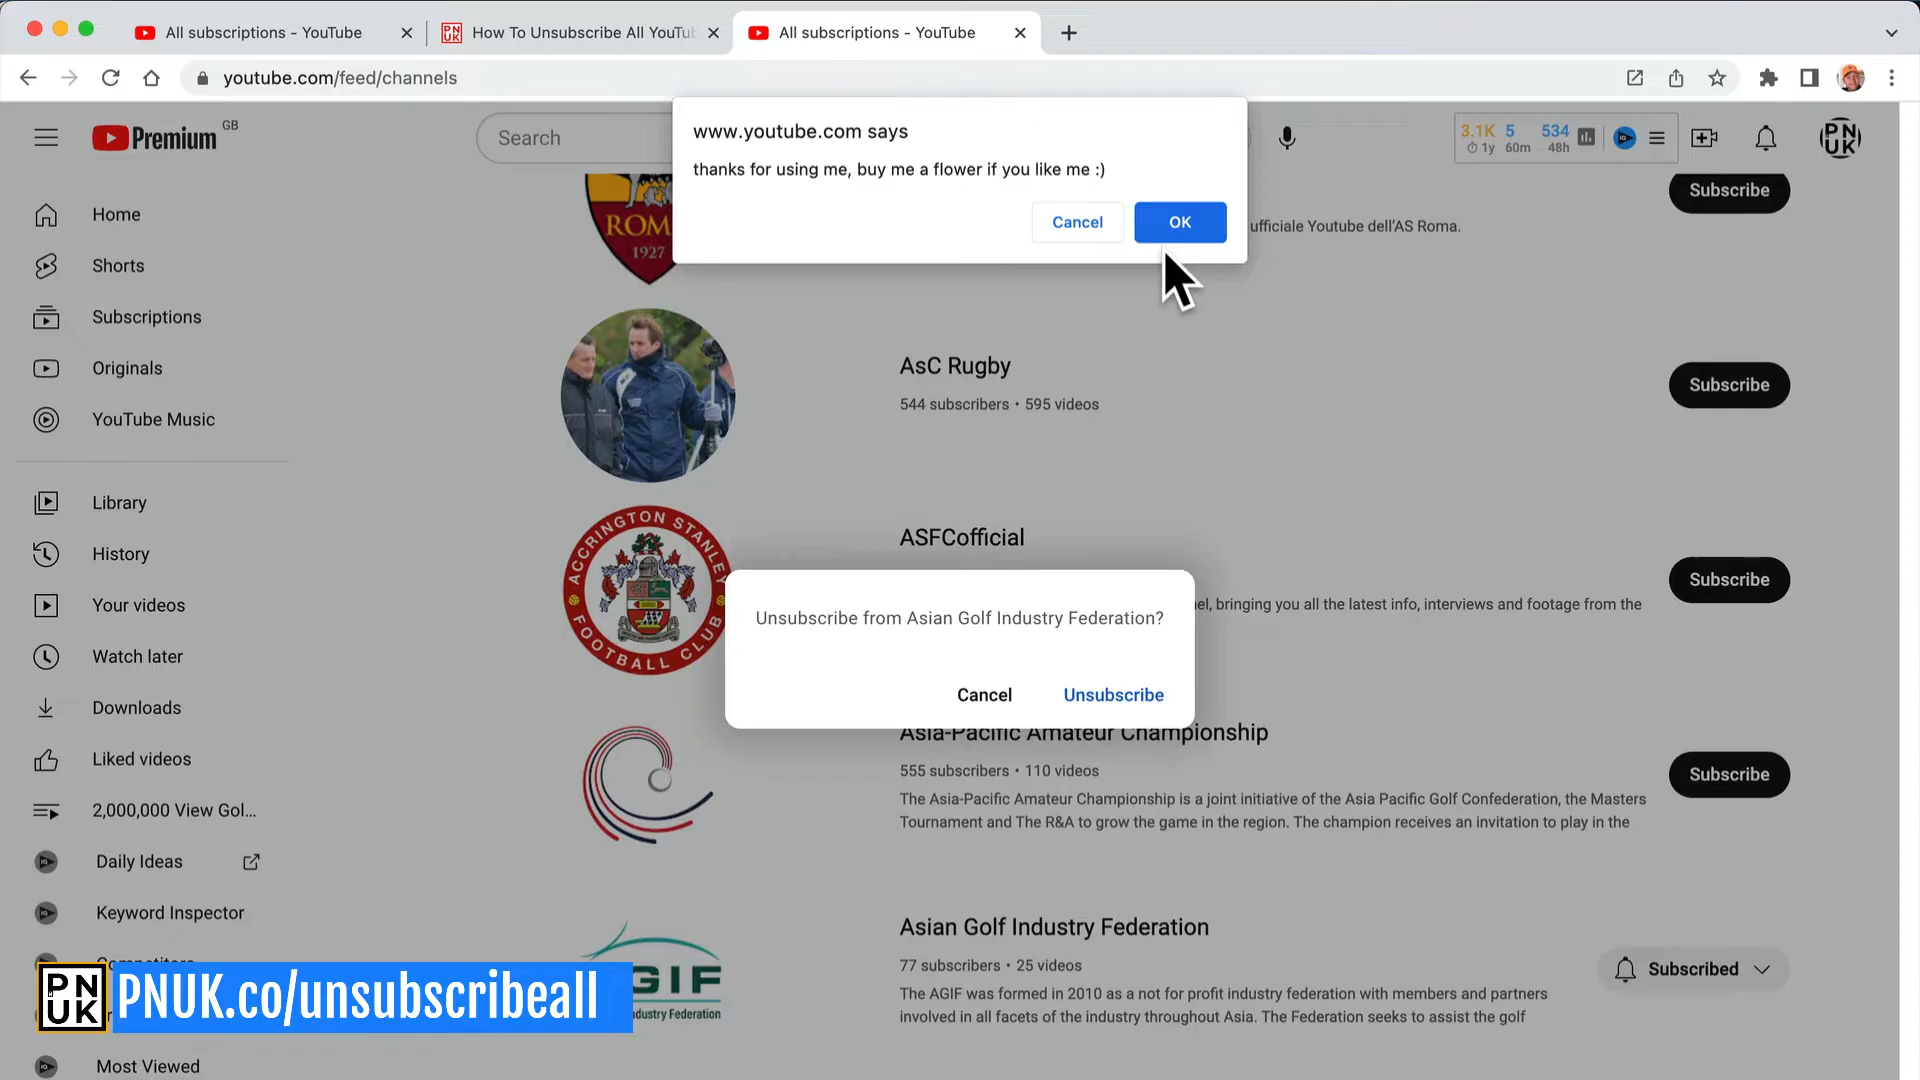 All subscriptions - YouTube
How To Unsubscribe All YouTu
All subscriptions - YouTube
youtube.com/feed/channels
Premium GB
Search
3.1K 5 534
1y 60m 48h
PN
UK
www.youtube.com says
thanks for using me, buy me a flower if you like me :)
Cancel
OK
Home
Shorts
Subscriptions
Originals
YouTube Music
Library
History
Your videos
Watch later
Downloads
Liked videos
2,000,000 View Gol...
Daily Ideas
Keyword Inspector
Most Viewed
ROM
1927
Subscribe
ufficiale Youtube dell'AS Roma.
AsC Rugby
544 subscribers • 595 videos
Subscribe
ACCRINGTON STANLEY
FOOTBALL CLUB
ASFCofficial
Subscribe
nel, bringing you all the latest info, interviews and footage from the
Unsubscribe from Asian Golf Industry Federation?
Cancel
Unsubscribe
Asia-Pacific Amateur Championship
555 subscribers • 110 videos
Subscribe
The Asia-Pacific Amateur Championship is a joint initiative of the Asia Pacific Golf Confederation, the Masters
Tournament and The R&A to grow the game in the region. The champion receives an invitation to play in the
Asian Golf Industry Federation
77 subscribers • 25 videos
Subscribed
The AGIF was formed in 2010 as a not for profit industry federation with members and partners
involved in all facets of the industry throughout Asia. The Federation seeks to assist the golf
GIF
dustry Federation
PN
UK
PNUK.co/unsubscribeall